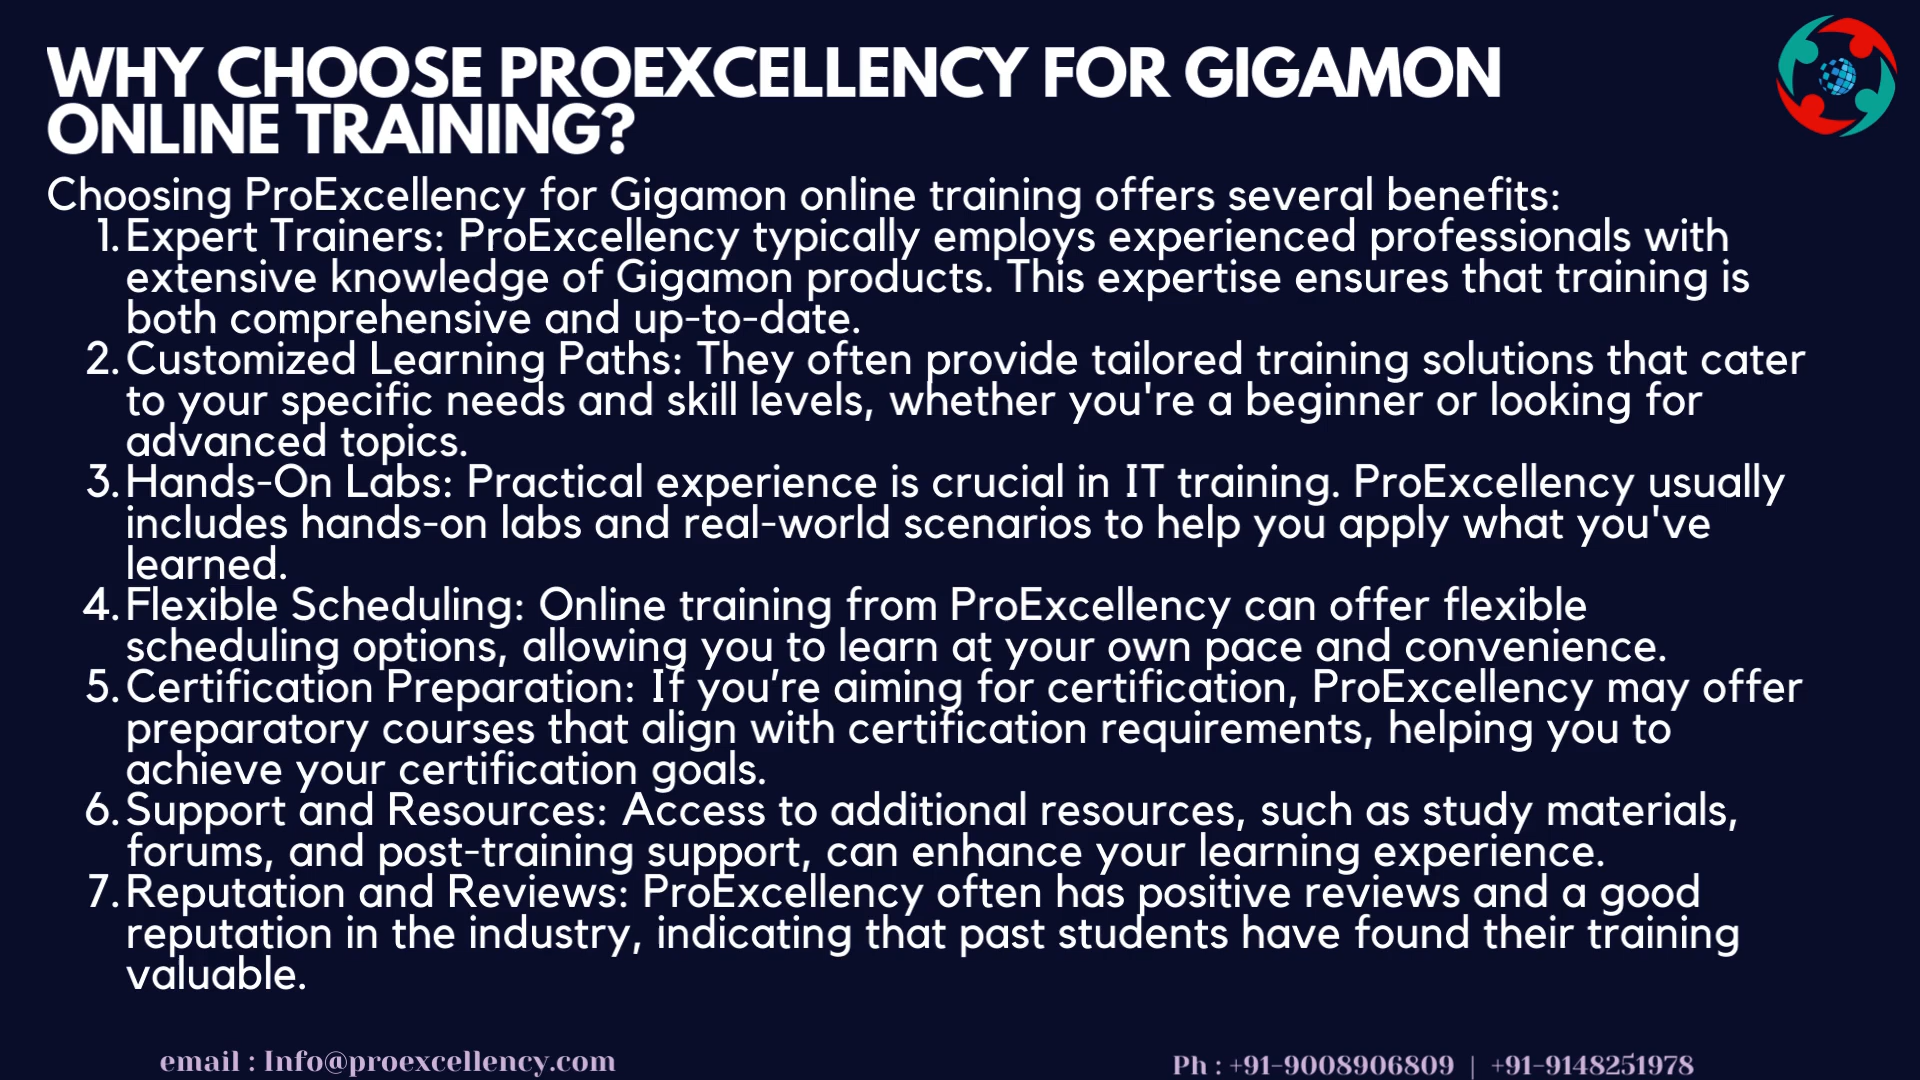 WHY CHOOSE PROEXCELLENCY FOR GIGAMON
ONLINE TRAINING?
Choosing ProExcellency for Gigamon online training offers several benefits:
1. Expert Trainers: ProExcellency typically employs experienced professionals with
extensive knowledge of Gigamon products. This expertise ensures that training is
both comprehensive and up-to-date.
2. Customized Learning Paths: They often provide tailored training solutions that cater
to your specific needs and skill levels, whether you're a beginner or looking for
advanced topics.
3. Hands-On Labs: Practical experience is crucial in IT training. ProExcellency usually
includes hands-on labs and real-world scenarios to help you apply what you've
learned.
4. Flexible Scheduling: Online training from ProExcellency can offer flexible
scheduling options, allowing you to learn at your own pace and convenience.
5. Certification Preparation: If you’re aiming for certification, ProExcellency may offer
preparatory courses that align with certification requirements, helping you to
achieve your certification goals.
6. Support and Resources: Access to additional resources, such as study materials,
forums, and post-training support, can enhance your learning experience.
7. Reputation and Reviews: ProExcellency often has positive reviews and a good
reputation in the industry, indicating that past students have found their training
valuable.
email : Info@proexcellency.com
Ph : +91-9008906809 | +91-9148251978